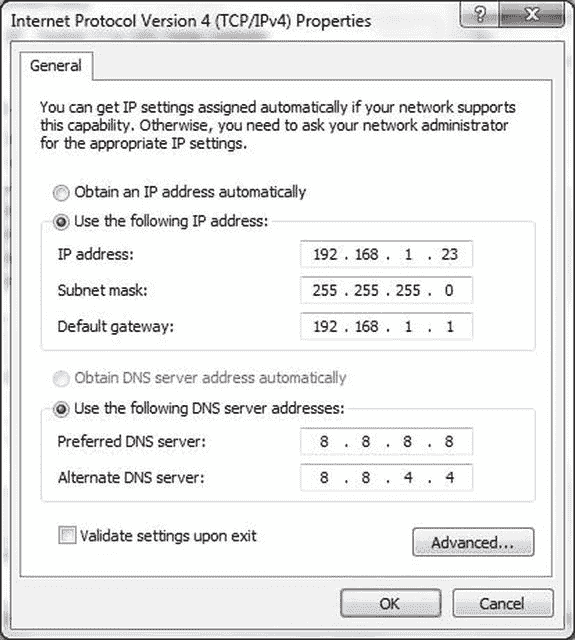 Internet Protocol Version 4 (TCP/IPv4) Properties
General
You can get IP settings assigned automatically if your network supports
this capability. Otherwise, you need to ask your network administrator
for the appropriate IP settings.
Obtain an IP address automatically
Use the following IP address:
IP address: 192 . 168 . 1 . 23
Subnet mask: 255 . 255 . 255 . 0
Default gateway: 192 . 168 . 1 . 1
Obtain DNS server address automatically
Use the following DNS server addresses:
Preferred DNS server: 8 . 8 . 8 . 8
Alternate DNS server: 8 . 8 . 4 . 4
Validate settings upon exit
Advanced...
OK Cancel